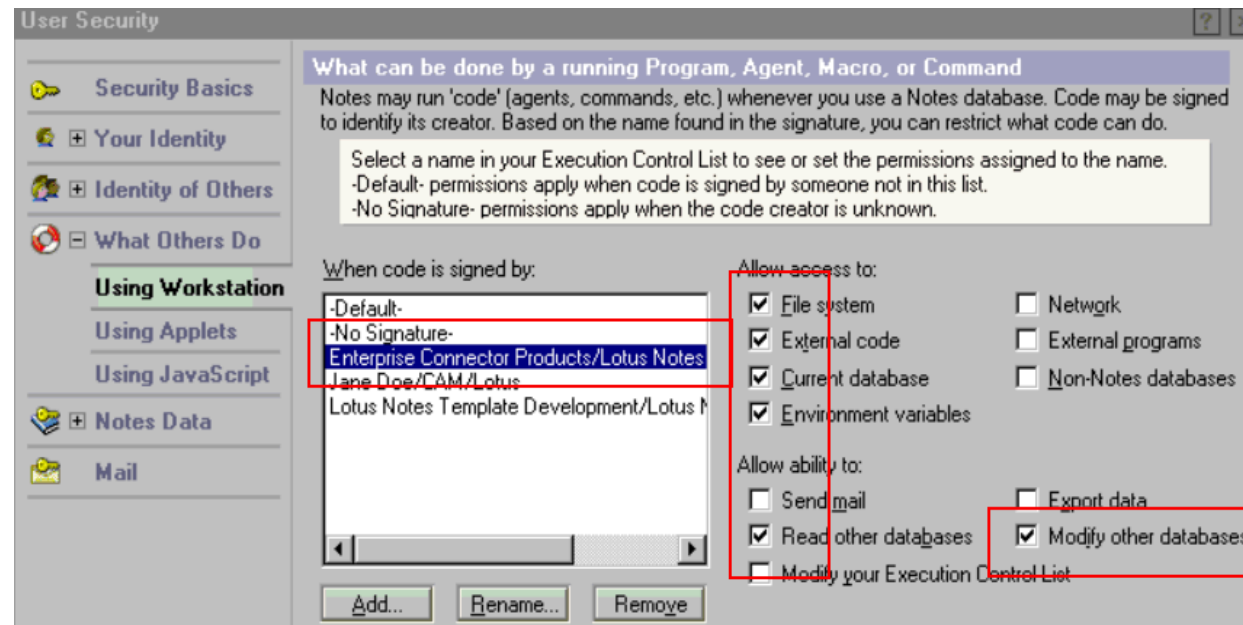 User Security
?
Security Basics
Your Identity
Identity of Others
What Others Do
Using Workstation
Using Applets
Using JavaScript
Notes Data
Mail
What can be done by a running Program, Agent, Macro, or Command
Notes may run 'code' (agents, commands, etc.) whenever you use a Notes database. Code may be signed
to identify its creator. Based on the name found in the signature, you can restrict what code can do.
Select a name in your Execution Control List to see or set the permissions assigned to the name.
-Default- permissions apply when code is signed by someone not in this list.
-No Signature- permissions apply when the code creator is unknown.
When code is signed by:
-Default-
-No Signature-
Enterprise Connector Products/Lotus Notes
Jane Doe/CAM/Lotus
Lotus Notes Template Development/Lotus N
Add...
Rename...
Remove
Allow access to:
File system
Network
External code
External programs
Current database
Non-Notes databases
Environment variables
Allow ability to:
Send mail
Export data
Read other databases
Modify other databases
Modify your Execution Control List